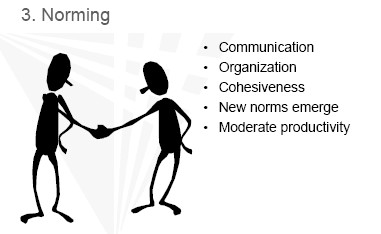 3. Norming
• Communication
• Organization
• Cohesiveness
• New norms emerge
• Moderate productivity